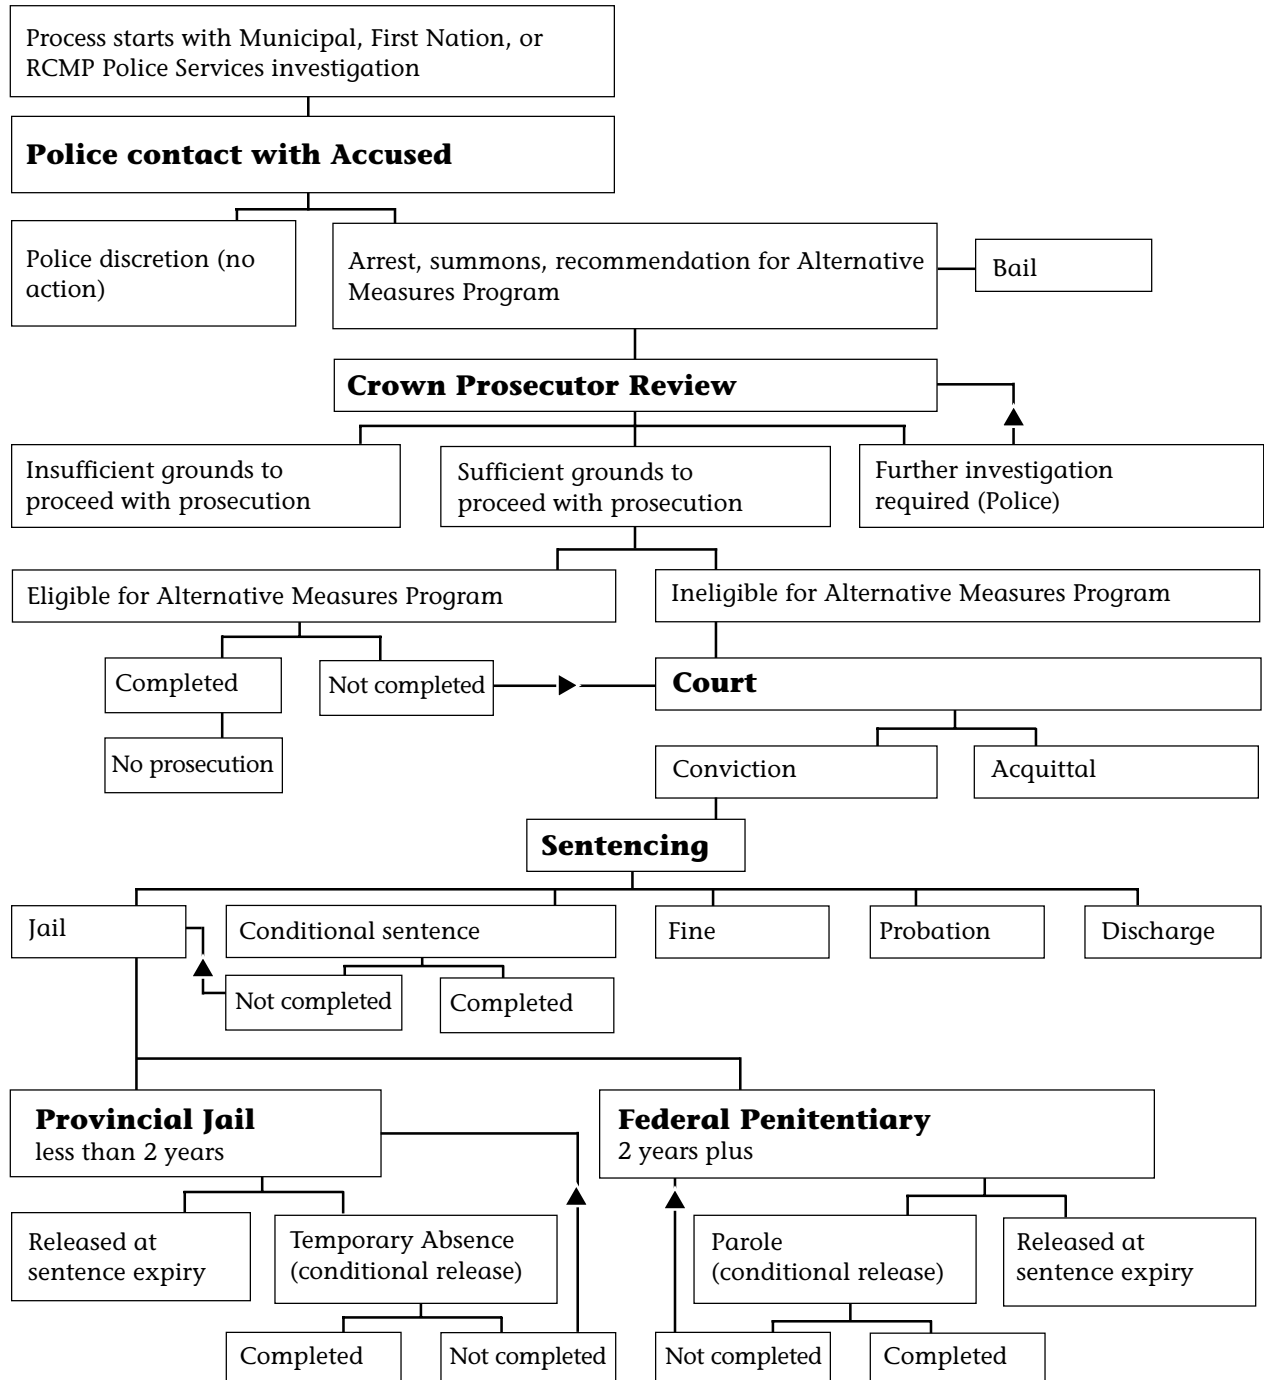 Process starts with Municipal, First Nation, or
RCMP Police Services investigation
Police contact with Accused
Police discretion (no
action)
Arrest, summons, recommendation for Alternative
Measures Program
Bail
Crown Prosecutor Review
Insufficient grounds to
proceed with prosecution
Sufficient grounds to
proceed with prosecution
Further investigation
required (Police)
Eligible for Alternative Measures Program
Ineligible for Alternative Measures Program
Completed
Not completed
Court
No prosecution
Conviction
Acquittal
Sentencing
Jail
Conditional sentence
Fine
Probation
Discharge
Not completed
Completed
Provincial Jail
less than 2 years
Federal Penitentiary
2 years plus
Released at
sentence expiry
Temporary Absence
(conditional release)
Parole
(conditional release)
Released at
sentence expiry
Completed
Not completed
Not completed
Completed